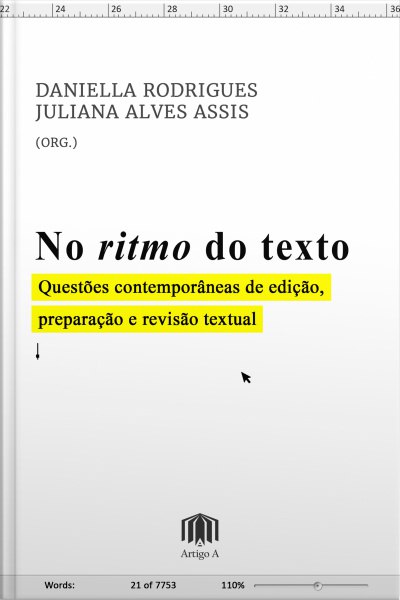 22 24 26 28 30 32 34 36
DANIELLA RODRIGUES
JULIANA ALVES ASSIS
(ORG.)
No ritmo do texto
Questões contemporâneas de edição,
preparação e revisão textual
Artigo A
Words: 21 of 7753 110%